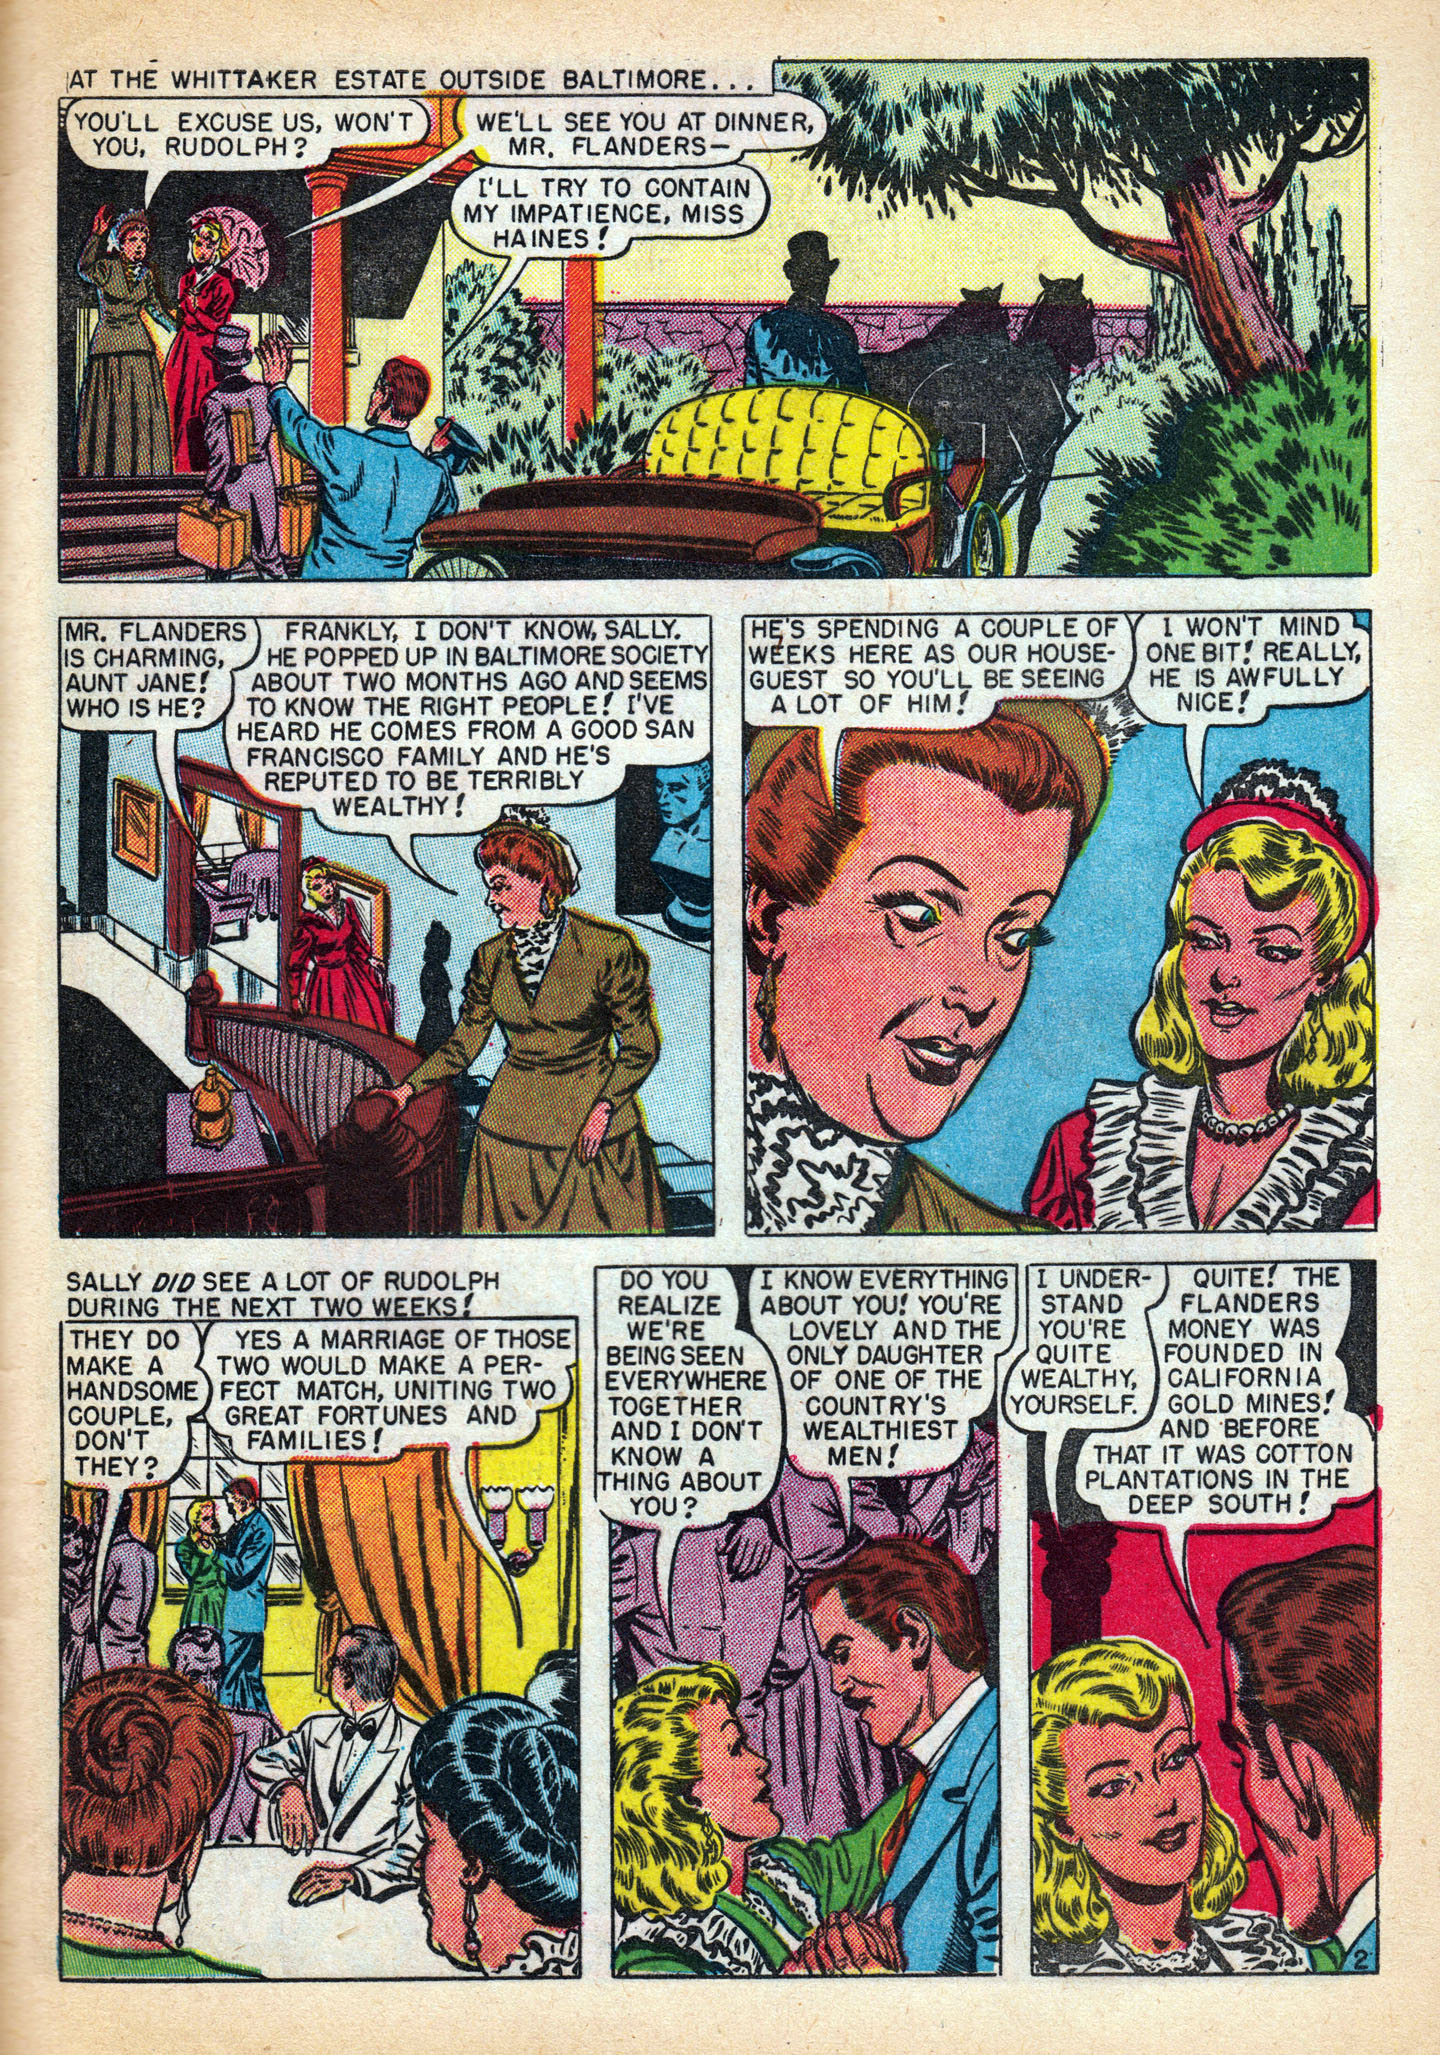 AT THE WHITTAKER ESTATE OUTSIDE BALTIMORE...
YOU'LL EXCUSE US, WON'T
YOU, RUDOLPH?
WE'LL SEE YOU AT DINNER,
MR. FLANDERS—
I'LL TRY TO CONTAIN
MY IMPATIENCE, MISS
HAINES!
MR. FLANDERS
IS CHARMING,
AUNT JANE!
WHO IS HE?
FRANKLY, I DON'T KNOW, SALLY.
HE POPPED UP IN BALTIMORE SOCIETY
ABOUT TWO MONTHS AGO AND SEEMS
TO KNOW THE RIGHT PEOPLE! I'VE
HEARD HE COMES FROM A GOOD SAN
FRANCISCO FAMILY AND HE'S
REPUTED TO BE TERRIBLY
WEALTHY!
HE'S SPENDING A COUPLE OF
WEEKS HERE AS OUR HOUSE-
GUEST SO YOU'LL BE SEEING
A LOT OF HIM!
I WON'T MIND
ONE BIT! REALLY,
HE IS AWFULLY
NICE!
SALLY DID SEE A LOT OF RUDOLPH
DURING THE NEXT TWO WEEKS!
THEY DO
MAKE A
HANDSOME
COUPLE,
DON'T
THEY?
YES A MARRIAGE OF THOSE
TWO WOULD MAKE A PER-
FECT MATCH, UNITING TWO
GREAT FORTUNES AND
FAMILIES!
DO YOU
REALIZE
WE'RE
BEING SEEN
EVERYWHERE
TOGETHER
AND I DON'T
KNOW A
THING ABOUT
YOU?
I KNOW EVERYTHING
ABOUT YOU! YOU'RE
LOVELY AND THE
ONLY DAUGHTER
OF ONE OF THE
COUNTRY'S
WEALTHIEST
MEN!
I UNDER-
STAND
YOU'RE
QUITE
WEALTHY,
YOURSELF.
QUITE! THE
FLANDERS
MONEY WAS
FOUNDED IN
CALIFORNIA
GOLD MINES!
AND BEFORE
THAT IT WAS COTTON
PLANTATIONS IN THE
DEEP SOUTH!
2